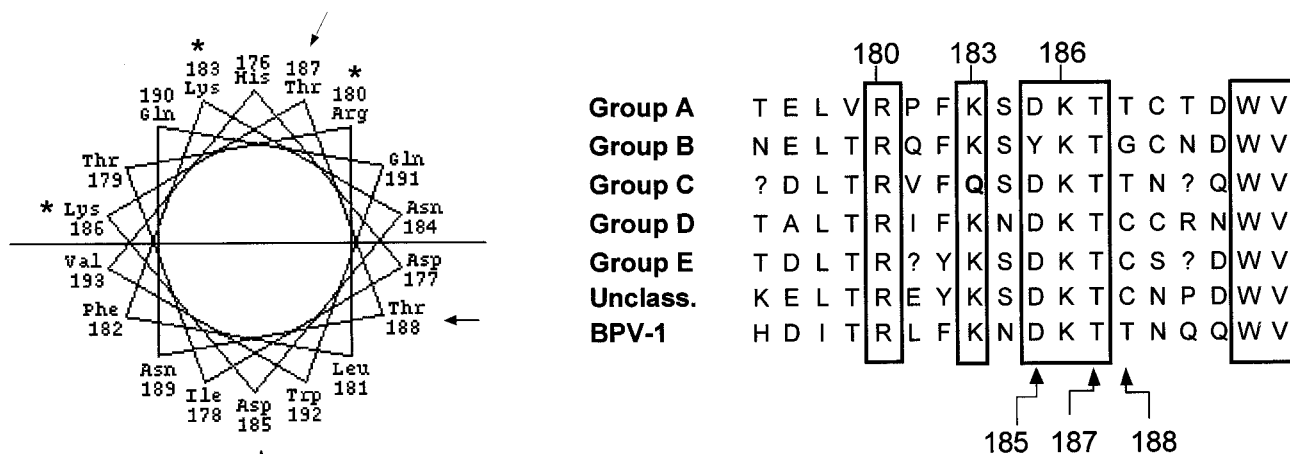 *
183
Lys
176
His
187
Thr
*
180
Arg
190
Gln
Gln
191
Thr
179
Asn
184
* Lys
186
Asp
177
Val
193
Thr
188
Phe
182
Leu
181
Asn
189
Trp
192
Ile
178
Asp
185
180 183 186
Group A T E L V R P F K S D K T T C T D W V
Group B N E L T R Q F K S Y K T G C N D W V
Group C ? D L T R V F Q S D K T T N ? Q W V
Group D T A L T R I F K N D K T C C R N W V
Group E T D L T R ? Y K S D K T C S ? D W V
Unclass. K E L T R E Y K S D K T C N P D W V
BPV-1 H D I T R L F K N D K T T N Q Q W V
185 187 188